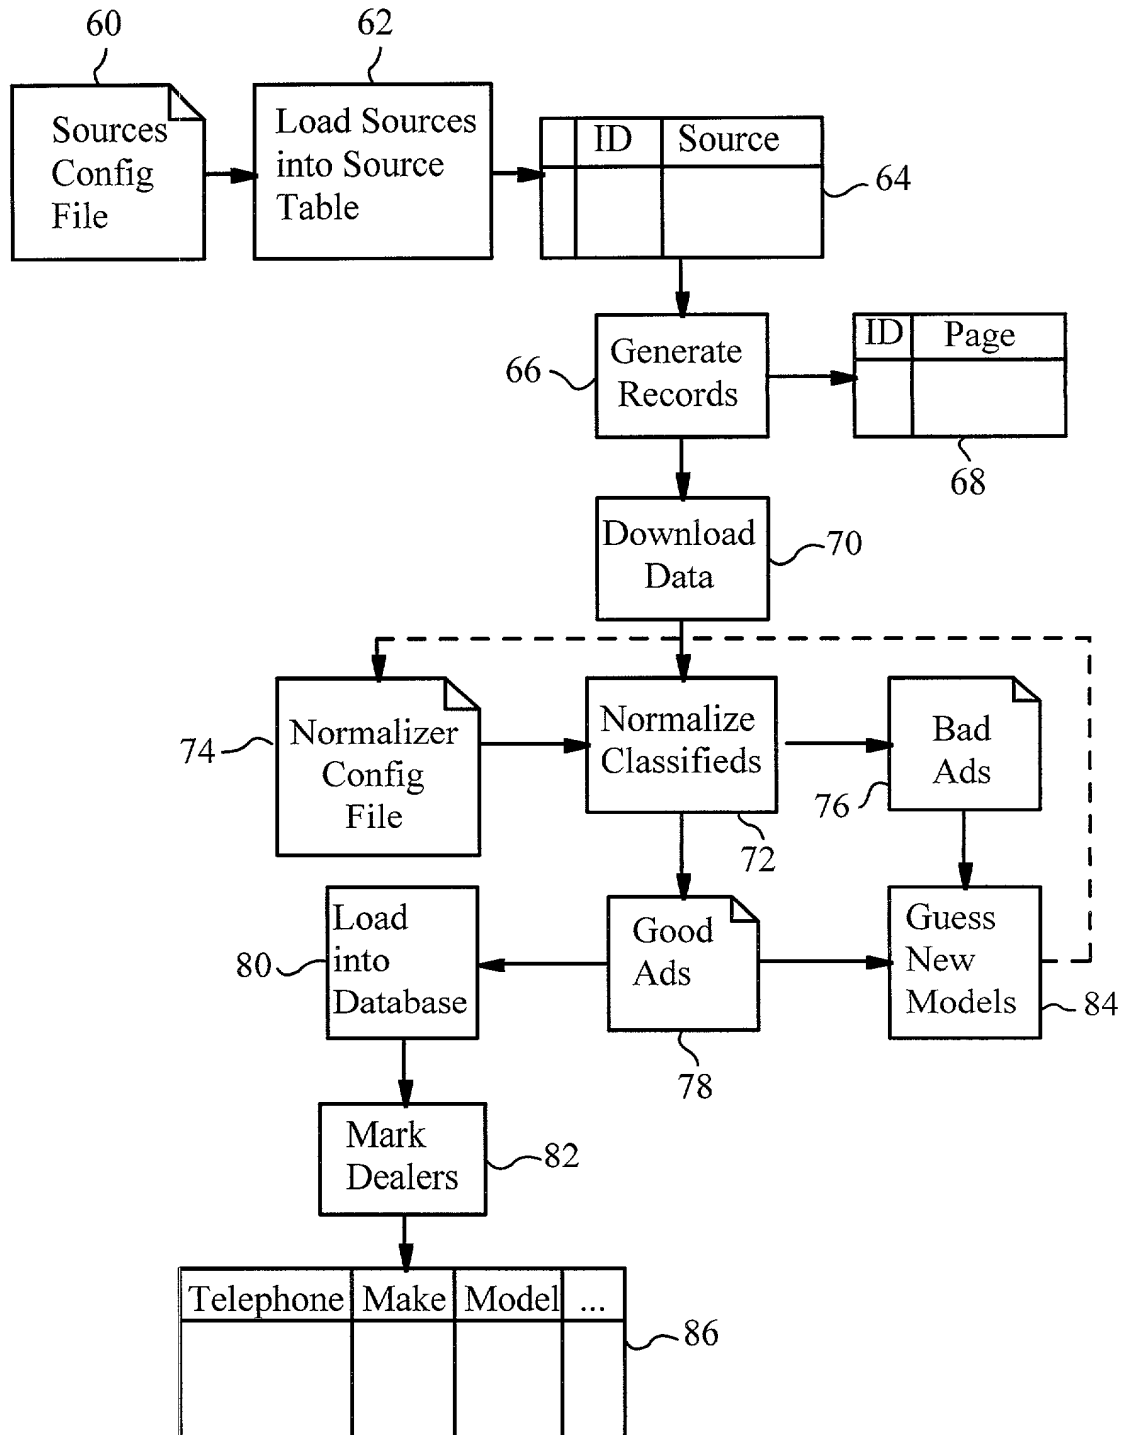 60
62
Sources
Config
File
Load Sources
into Source
Table
ID
Source
64
66
Generate
Records
ID
Page
68
Download
Data
70
74
Normalizer
Config
File
Normalize
Classifieds
72
Bad
Ads
76
80
Load
into
Database
Good
Ads
78
Guess
New
Models
84
Mark
Dealers
82
Telephone
Make
Model
...
86